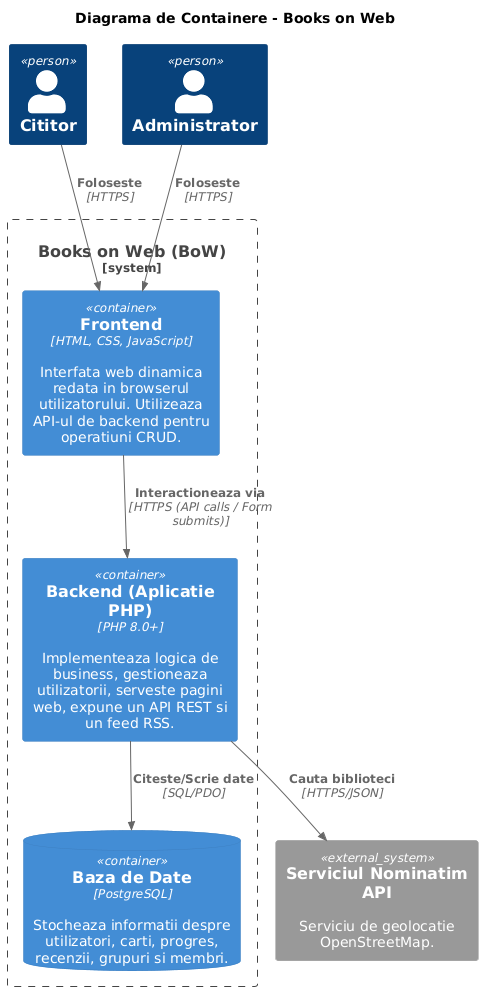 Diagrama de Containere - Books on Web
«person»
Cititor
«person»
Administrator
Foloseste
[HTTPS]
Foloseste
[HTTPS]
Books on Web (BoW)
[system]
«container»
Frontend
[HTML, CSS, JavaScript]
Interfata web dinamica
redata in browserul
utilizatorului. Utilizeaza
API-ul de backend pentru
operatiuni CRUD.
Interactioneaza via
[HTTPS (API calls / Form
submits)]
«container»
Backend (Aplicatie
PHP)
[PHP 8.0+]
Implementeaza logica de
business, gestioneaza
utilizatorii, serveste pagini
web, expune un API REST si
un feed RSS.
Citeste/Scrie date
[SQL/PDO]
Cauta biblioteci
[HTTPS/JSON]
«container»
Baza de Date
[PostgreSQL]
Stocheaza informatii despre
utilizatori, carti, progres,
recenzii, grupuri si membri.
«external_system»
Serviciul Nominatim
API
Serviciu de geolocatie
OpenStreetMap.